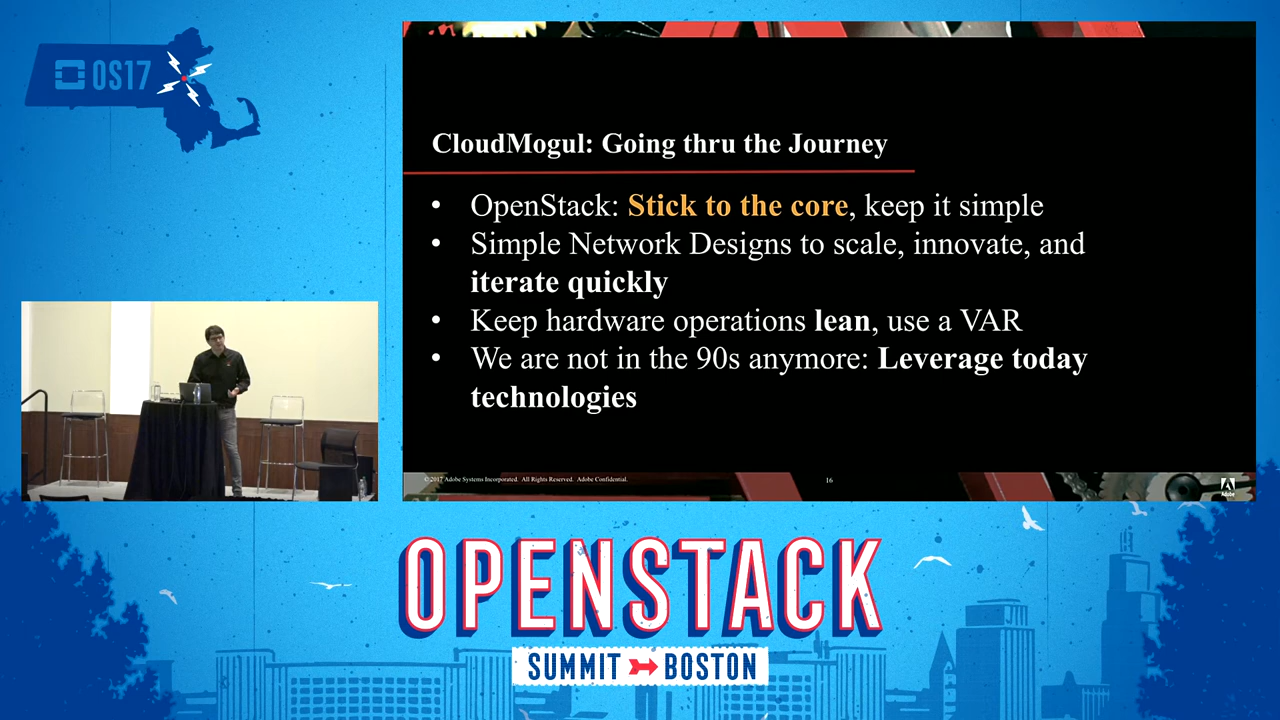 OS17
CloudMogul: Going thru the Journey
• OpenStack: Stick to the core, keep it simple
• Simple Network Designs to scale, innovate, and
iterate quickly
• Keep hardware operations lean, use a VAR
• We are not in the 90s anymore: Leverage today
technologies
© 2017 Adobe Systems Incorporated. All Rights Reserved. Adobe Confidential.
16
Adobe
OPENSTACK
SUMMIT BOSTON